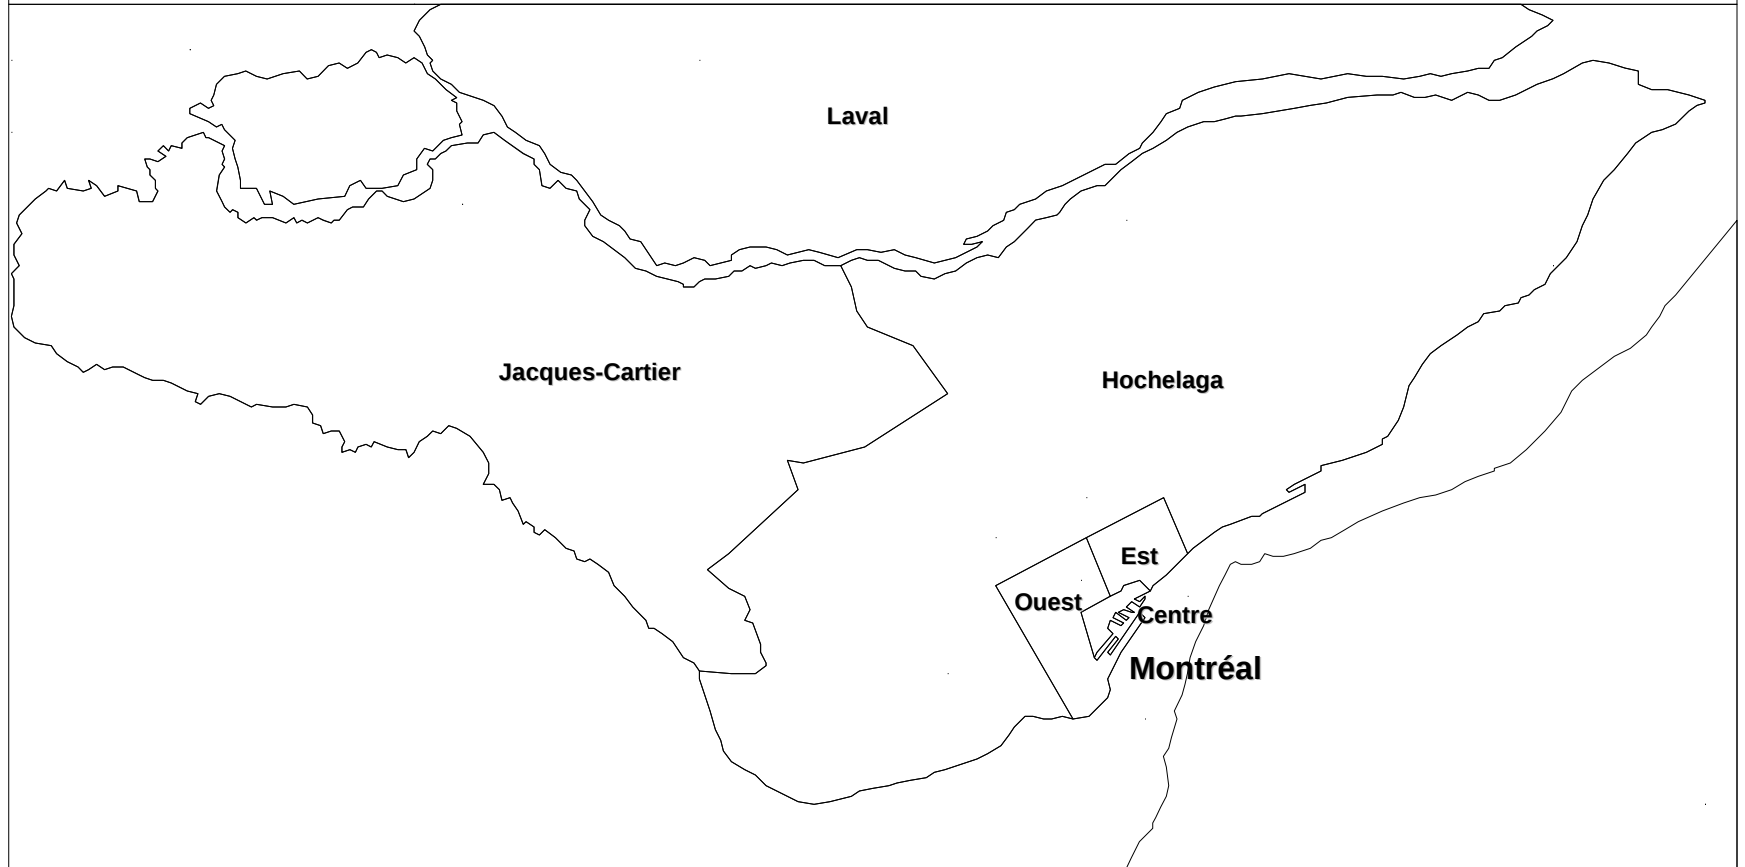 Laval
Jacques-Cartier
Hochelaga
Est
Ouest
Centre
Montréal